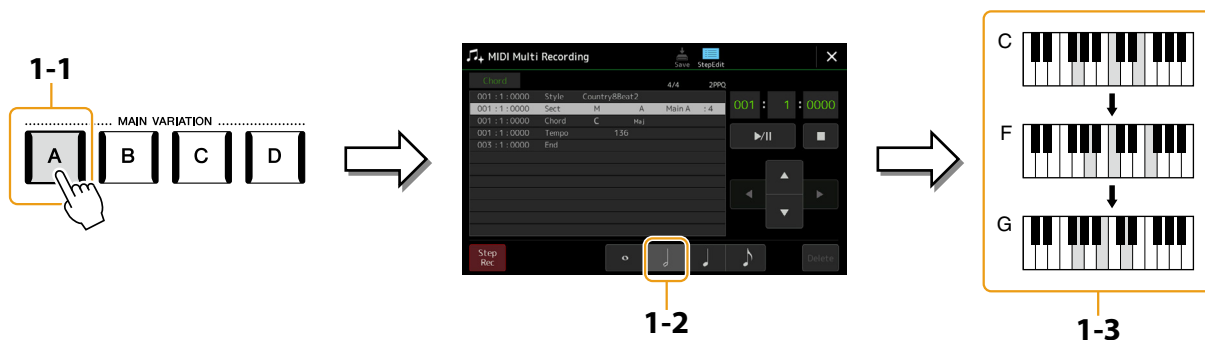 1-1
MAIN VARIATION
A B C D
MIDI Multi Recording
Save StepEdit
Chord 4/4 2PPQ
001 : 1 : 0000 Style Country8Beat2
001 : 1 : 0000 Sect M A Main A : 4
001 : 1 : 0000 Chord C Maj
001 : 1 : 0000 Tempo 136
003 : 1 : 0000 End
001 : 1 : 0000
Step
Rec
Delete
1-2
C
F
G
1-3